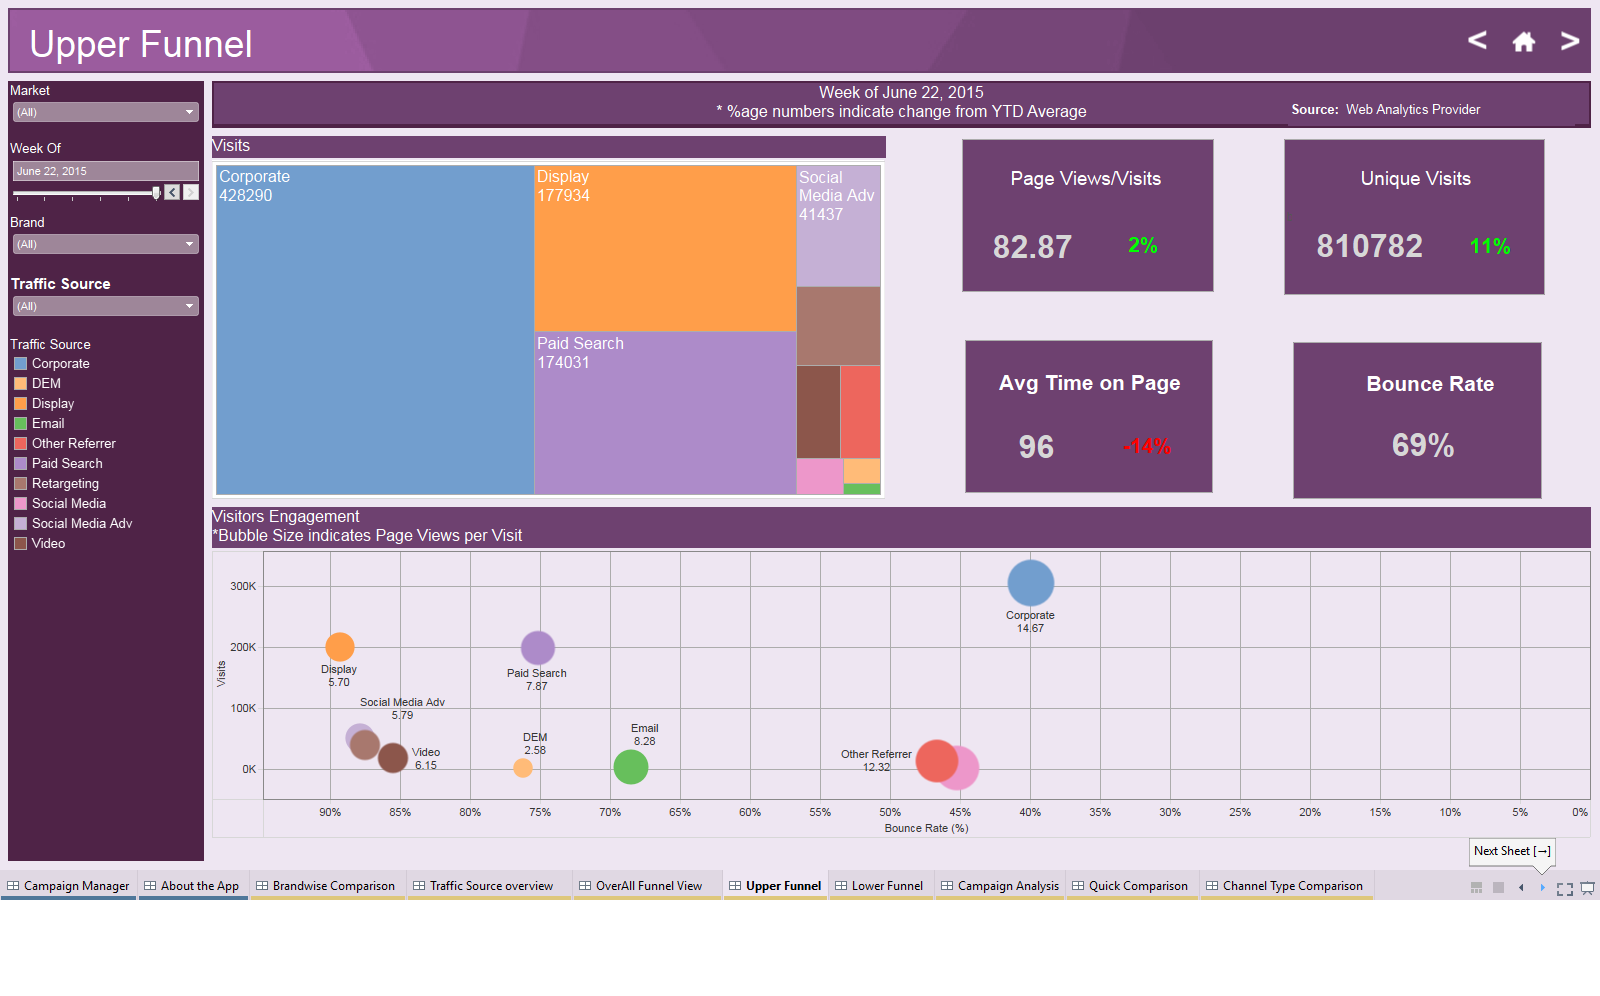 Upper Funnel
< >
Market
(All)
Week Of
June 22, 2015
< >
Brand
(All)
Traffic Source
(All)
Traffic Source
Corporate
DEM
Display
Email
Other Referrer
Paid Search
Retargeting
Social Media
Social Media Adv
Video
Week of June 22, 2015
* %age numbers indicate change from YTD Average
Source: Web Analytics Provider
Visits
Corporate
428290
Display
177934
Paid Search
174031
Social
Media Adv
41437
Page Views/Visits
82.87 2%
Unique Visits
810782 11%
Avg Time on Page
96 -14%
Bounce Rate
69%
Visitors Engagement
*Bubble Size indicates Page Views per Visit
Visits
300K
200K
100K
0K
Corporate
14.67
Display
5.70
Paid Search
7.87
Social Media Adv
5.79
Video
6.15
DEM
2.58
Email
8.28
Other Referrer
12.32
90% 85% 80% 75% 70% 65% 60% 55% 50% 45% 40% 35% 30% 25% 20% 15% 10% 5% 0%
Bounce Rate (%)
Next Sheet [→]
Campaign Manager About the App Brandwise Comparison Traffic Source overview OverAll Funnel View Upper Funnel Lower Funnel Campaign Analysis Quick Comparison Channel Type Comparison